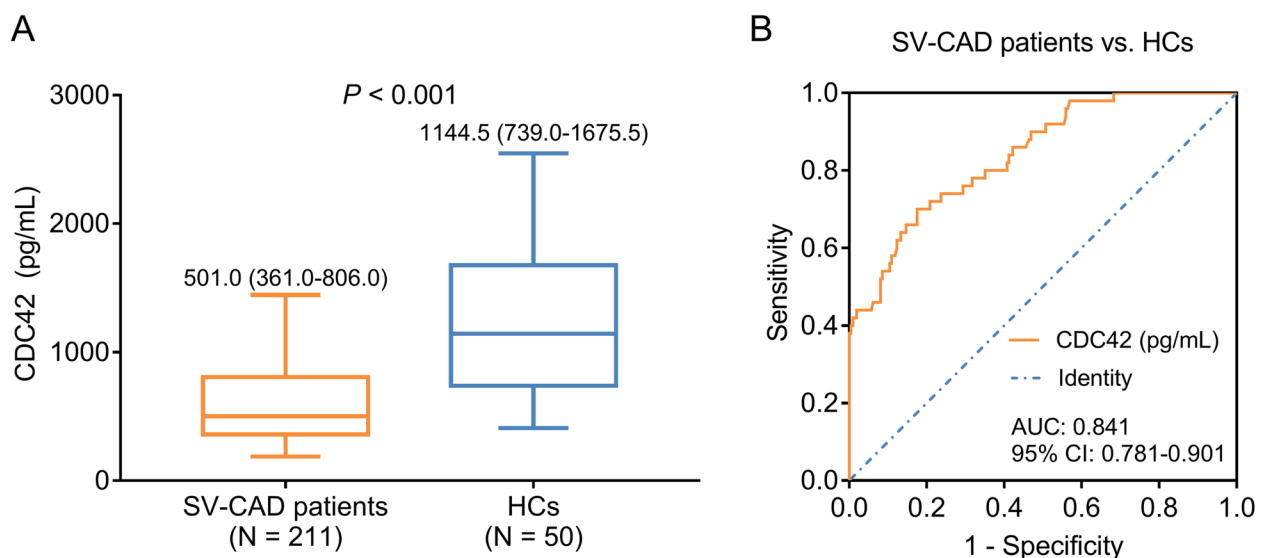 A
P < 0.001
1144.5 (739.0-1675.5)
501.0 (361.0-806.0)
CDC42 (pg/mL)
3000
2000
1000
0
SV-CAD patients
(N = 211)
HCs
(N = 50)
B
SV-CAD patients vs. HCs
Sensitivity
1.0
0.8
0.6
0.4
0.2
0.0
CDC42 (pg/mL)
Identity
AUC: 0.841
95% CI: 0.781-0.901
0.0 0.2 0.4 0.6 0.8 1.0
1 - Specificity